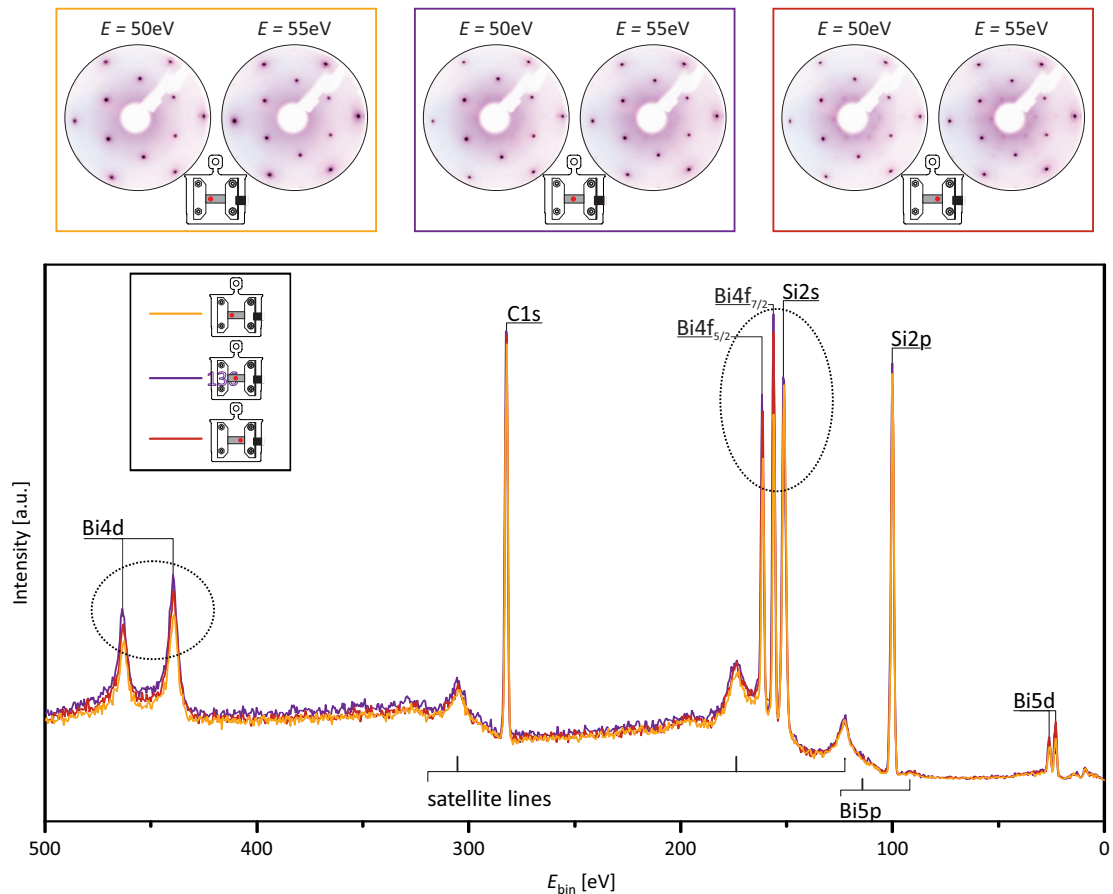 E = 50eV
E = 55eV
E = 50eV
E = 55eV
E = 50eV
E = 55eV
Bi4f7/2
Si2s
C1s
Bi4f5/2
Si2p
Bi4d
Bi5d
satellite lines
Bi5p
Intensity [a.u.]
500
400
300
200
100
0
Ebin [eV]